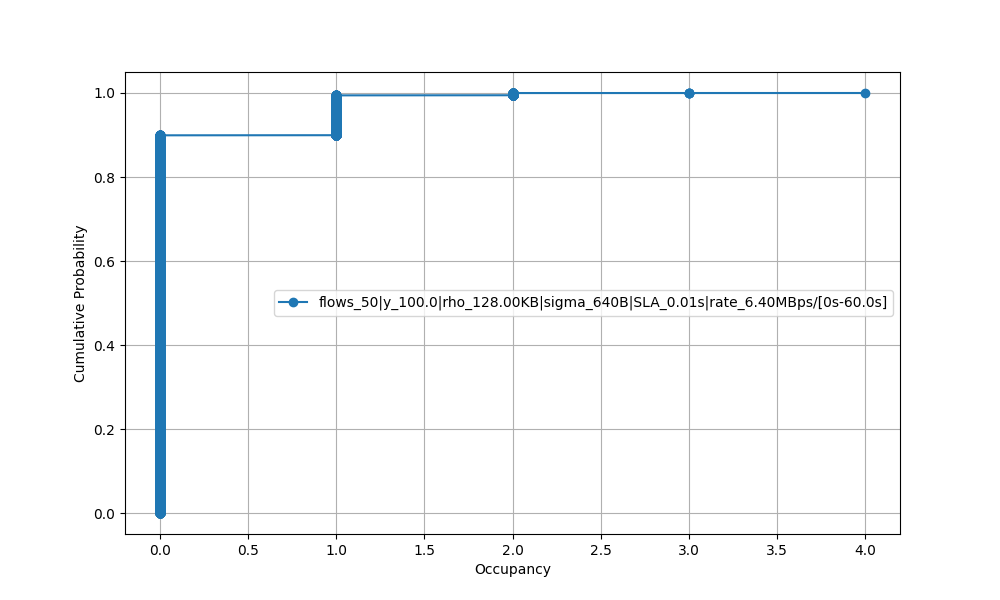 1.0
0.8
0.6
0.4
0.2
0.0
Cumulative Probability
flows_50|y_100.0|rho_128.00KB|sigma_640B|SLA_0.01s|rate_6.40MBps/[0s-60.0s]
0.0 0.5 1.0 1.5 2.0 2.5 3.0 3.5 4.0
Occupancy